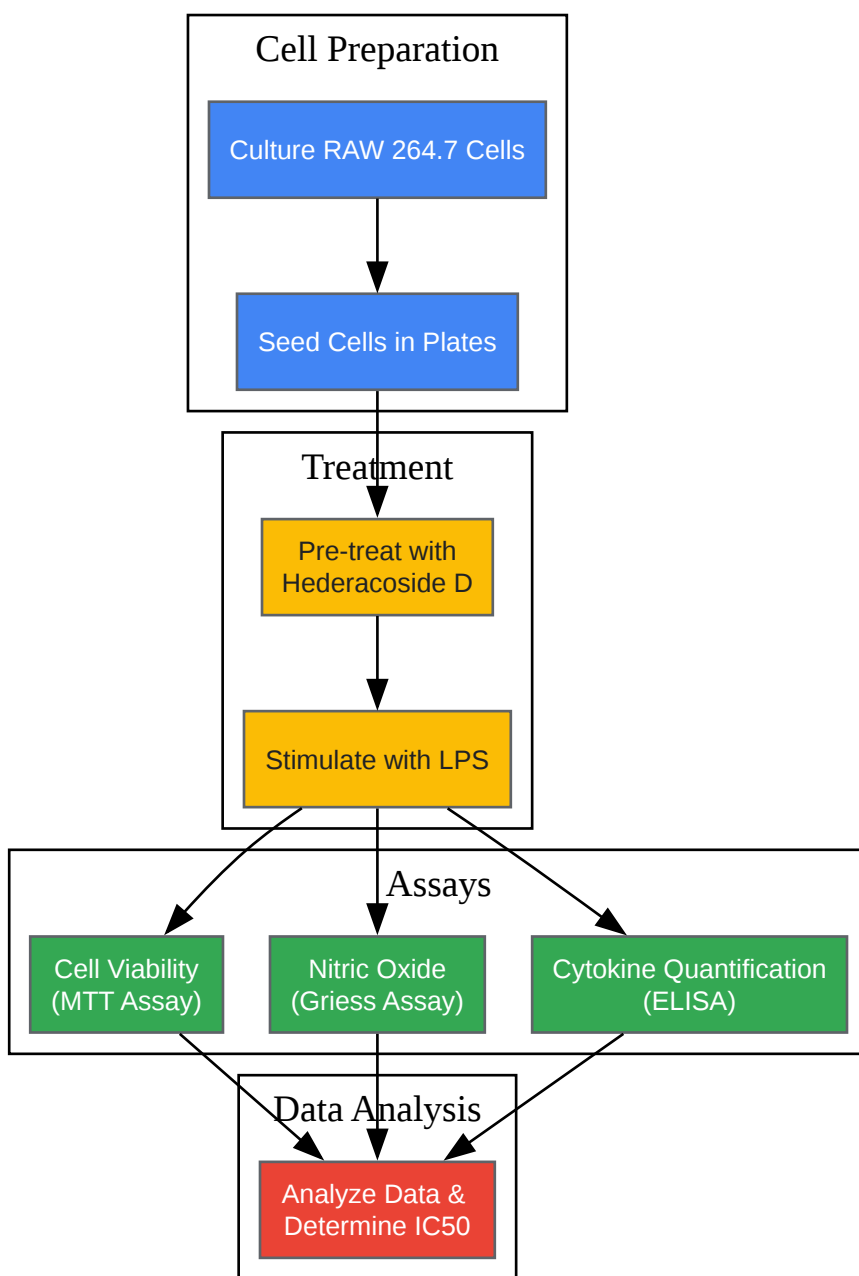 Cell Preparation
Culture RAW 264.7 Cells
Seed Cells in Plates
Treatment
Pre-treat with
Hederacoside D
Stimulate with LPS
Assays
Cell Viability
(MTT Assay)
Nitric Oxide
(Griess Assay)
Cytokine Quantification
(ELISA)
Data Analysis
Analyze Data &
Determine IC50